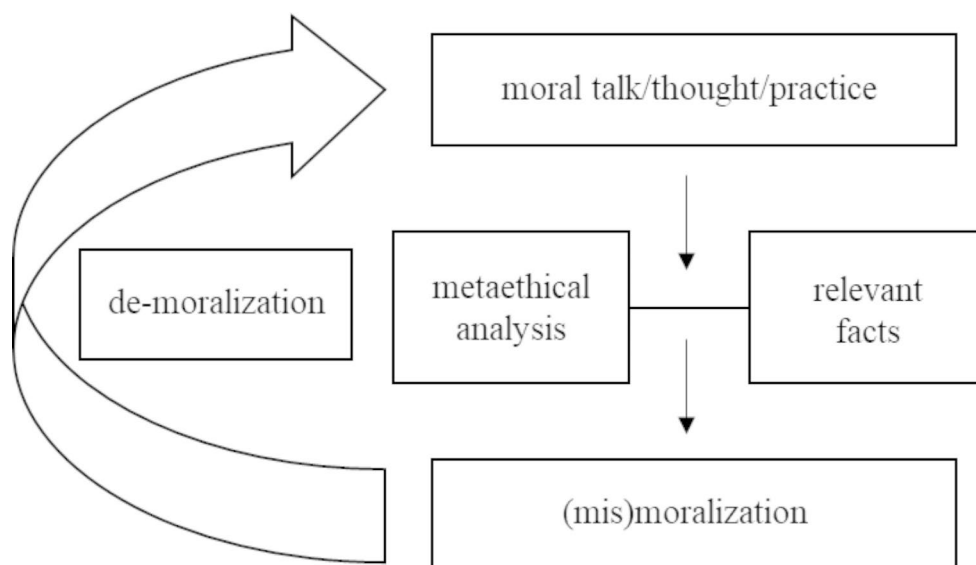 moral talk/thought/practice
de-moralization
metaethical
analysis
relevant
facts
(mis)moralization